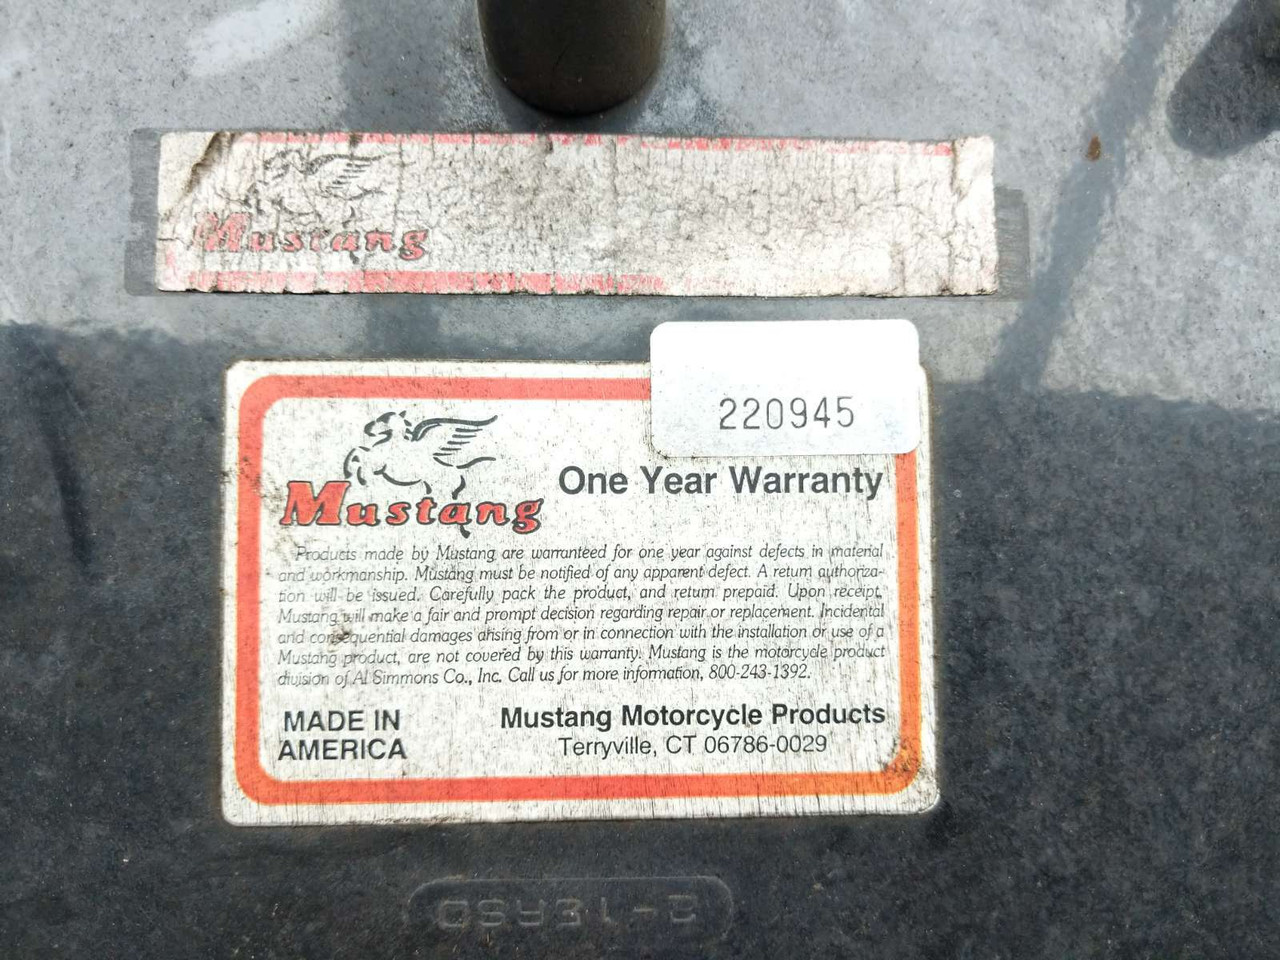 Mustang
220945
Mustang
One Year Warranty
Products made by Mustang are warranteed for one year against defects in material
and workmanship. Mustang must be notified of any apparent defect. A return authoriza-
tion will be issued. Carefully pack the product, and return prepaid. Upon receipt,
Mustang will make a fair and prompt decision regarding repair or replacement. Incidental
and consequential damages arising from or in connection with the installation or use of a
Mustang product, are not covered by this warranty. Mustang is the motorcycle product
division of Al Simmons Co., Inc. Call us for more information, 800-243-1392.
MADE IN
AMERICA
Mustang Motorcycle Products
Terryville, CT 06786-0029